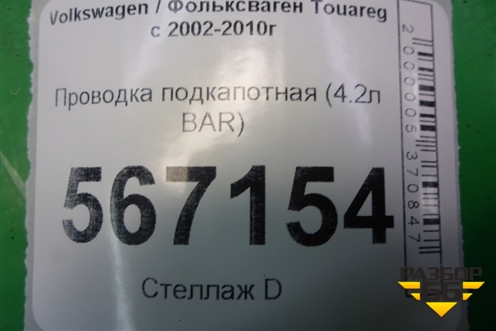 Volkswagen / Фольксваген Touareg
с 2002-2010г
Проводка подкапотная (4.2л
BAR)
567154
Стеллаж D
2000005370847
РАЗБОР